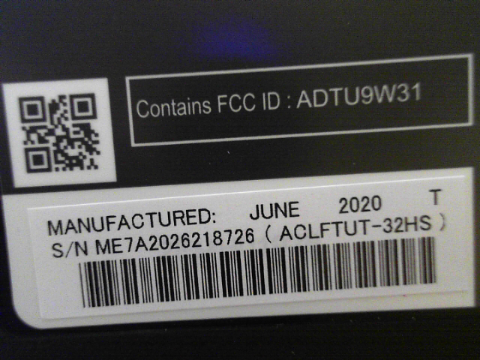 Contains FCC ID : ADTU9W31
MANUFACTURED: JUNE 2020 T
S/N ME7A2026218726 ( ACLFTUT-32HS )